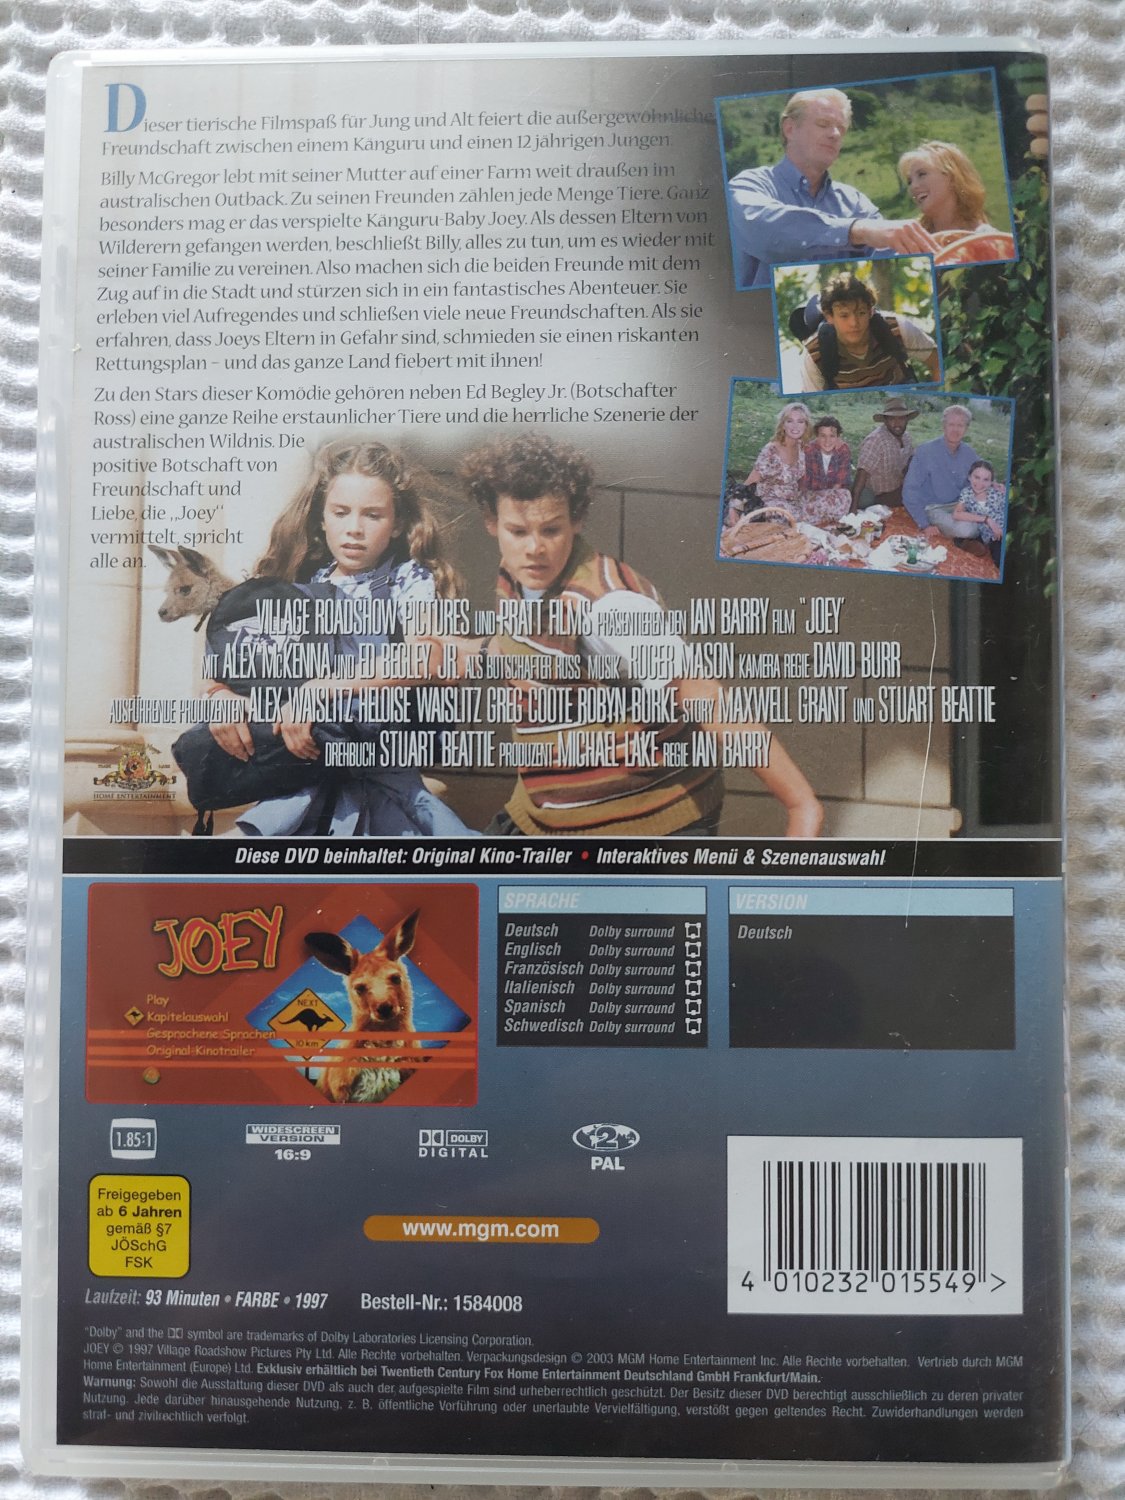 Dieser tierische Filmspaß für Jung und Alt feiert die außergewöhnliche
Freundschaft zwischen einem Känguru und einen 12 jährigen Jungen.
Billy McGregor lebt mit seiner Mutter auf einer Farm weit draußen im
australischen Outback. Zu seinen Freunden zählen jede Menge Tiere. Ganz
besonders mag er das verspielte Känguru-Baby Joey. Als dessen Eltern von
Wilderern gefangen werden, beschließt Billy, alles zu tun, um es wieder mit
seiner Familie zu vereinen. Also machen sich die beiden Freunde mit dem
Zug auf in die Stadt und stürzen sich in ein fantastisches Abenteuer. Sie
erleben viel Aufregendes und schließen viele neue Freundschaften. Als sie
erfahren, dass Joeys Eltern in Gefahr sind, schmieden sie einen riskanten
Rettungsplan – und das ganze Land fiebert mit ihnen!
Zu den Stars dieser Komödie gehören neben Ed Begley Jr. (Botschafter
Ross) eine ganze Reihe erstaunlicher Tiere und die herrliche Szenerie der
australischen Wildnis. Die
positive Botschaft von
Freundschaft und
Liebe, die „Joey“
vermittelt, spricht
alle an.
VILLAGE ROADSHOW PICTURES UND PRATT FILMS PRÄSENTIEREN DEN IAN BARRY FILM "JOEY"
MIT ALEX McKENNA UND ED BEGLEY, JR. ALS BOTSCHAFTER ROSS MUSIK ROGER MASON KAMERA REGIE DAVID BURR
AUSFÜHRENDE PRODUZENTEN ALEX WAISLITZ HELOISE WAISLITZ GREG COOTE ROBYN BURKE STORY MAXWELL GRANT UND STUART BEATTIE
DREHBUCH STUART BEATTIE PRODUZENT MICHAEL LAKE REGIE IAN BARRY
HOME ENTERTAINMENT
Diese DVD beinhaltet: Original Kino-Trailer • Interaktives Menü & Szenenauswahl
JOEY
Play
Kapitelauswahl
Gesprochene Sprachen
Original-Kinotrailer
NEXT
10 km
SPRACHE
Deutsch Dolby surround
Englisch Dolby surround
Französisch Dolby surround
Italienisch Dolby surround
Spanisch Dolby surround
Schwedisch Dolby surround
VERSION
Deutsch
1.85:1
WIDESCREEN
VERSION
16:9
DOLBY
DIGITAL
2
PAL
Freigegeben
ab 6 Jahren
gemäß §7
JÖSchG
FSK
www.mgm.com
4 010232 015549 >
Laufzeit: 93 Minuten • FARBE • 1997 Bestell-Nr.: 1584008
"Dolby" and the symbol are trademarks of Dolby Laboratories Licensing Corporation.
JOEY © 1997 Village Roadshow Pictures Pty Ltd. Alle Rechte vorbehalten. Verpackungsdesign © 2003 MGM Home Entertainment Inc. Alle Rechte vorbehalten. Vertrieb durch MGM
Home Entertainment (Europe) Ltd. Exklusiv erhältlich bei Twentieth Century Fox Home Entertainment Deutschland GmbH Frankfurt/Main.
Warnung: Sowohl die Ausstattung dieser DVD als auch der aufgespielte Film sind urheberrechtlich geschützt. Der Besitz dieser DVD berechtigt ausschließlich zu deren privater
Nutzung. Jede darüber hinausgehende Nutzung, z. B. öffentliche Vorführung oder unerlaubte Vervielfältigung, verstößt gegen geltendes Recht. Zuwiderhandlungen werden
straf- und zivilrechtlich verfolgt.